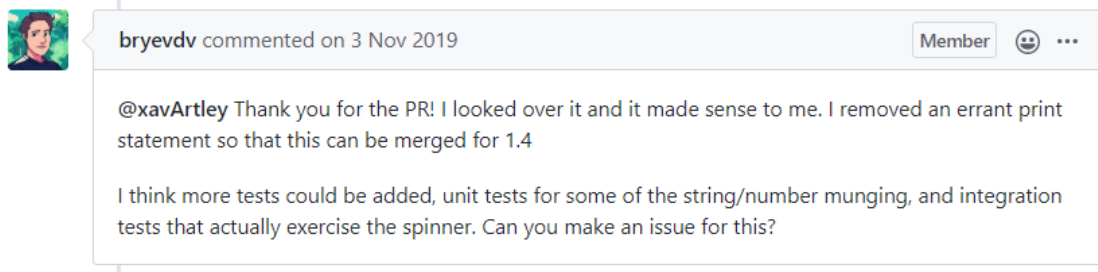 bryevdv commented on 3 Nov 2019
Member
@xavArtley Thank you for the PR! I looked over it and it made sense to me. I removed an errant print
statement so that this can be merged for 1.4
I think more tests could be added, unit tests for some of the string/number munging, and integration
tests that actually exercise the spinner. Can you make an issue for this?